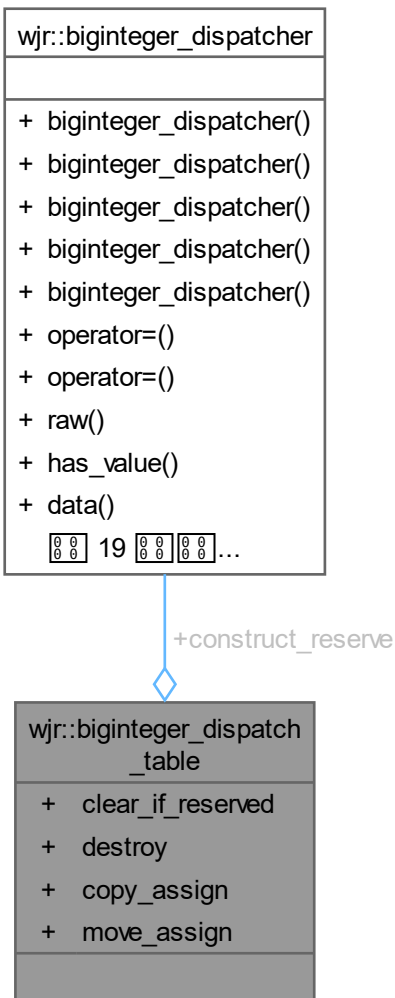 wjr::biginteger_dispatcher
+ biginteger_dispatcher()
+ biginteger_dispatcher()
+ biginteger_dispatcher()
+ biginteger_dispatcher()
+ biginteger_dispatcher()
+ operator=()
+ operator=()
+ raw()
+ has_value()
+ data()
19 ...
+construct_reserve
wjr::biginteger_dispatch
_table
+ clear_if_reserved
+ destroy
+ copy_assign
+ move_assign